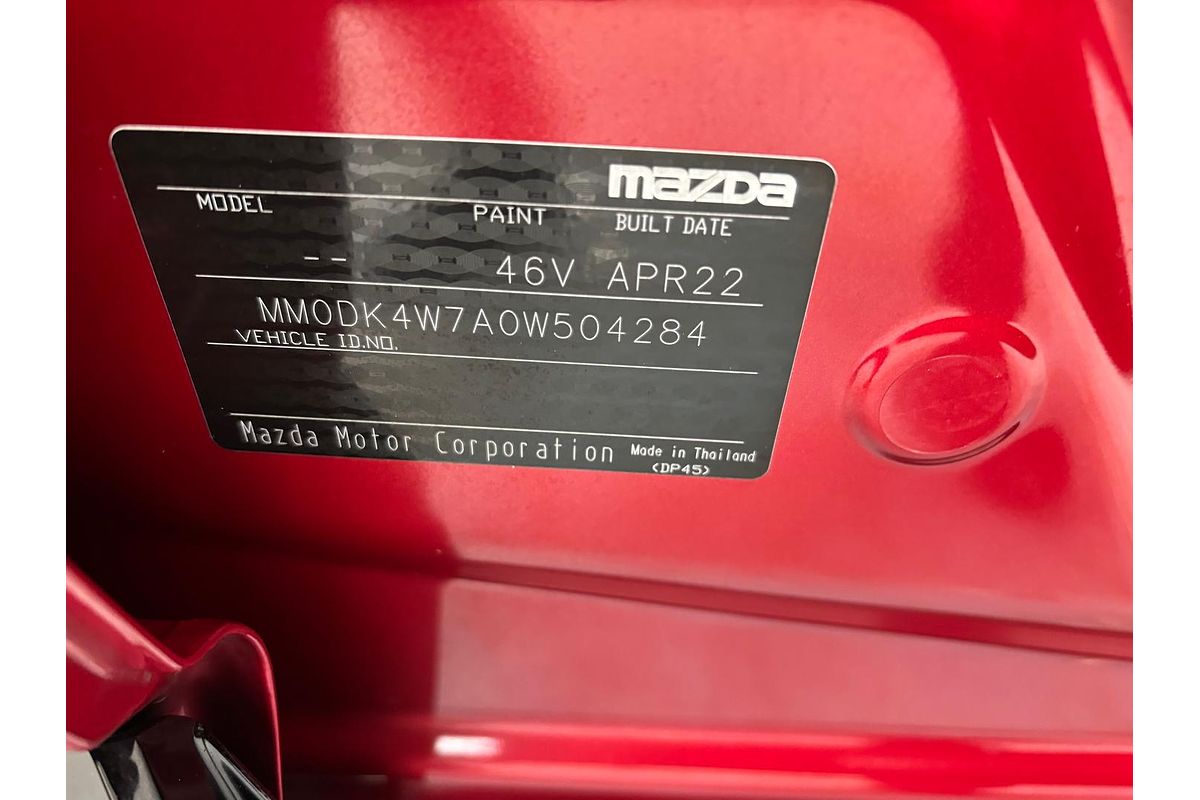 mazda
MODEL PAINT BUILT DATE
-- 46V APR22
MM0DK4W7A0W504284
VEHICLE ID.NO.
Mazda Motor Corporation Made in Thailand
(DP45)